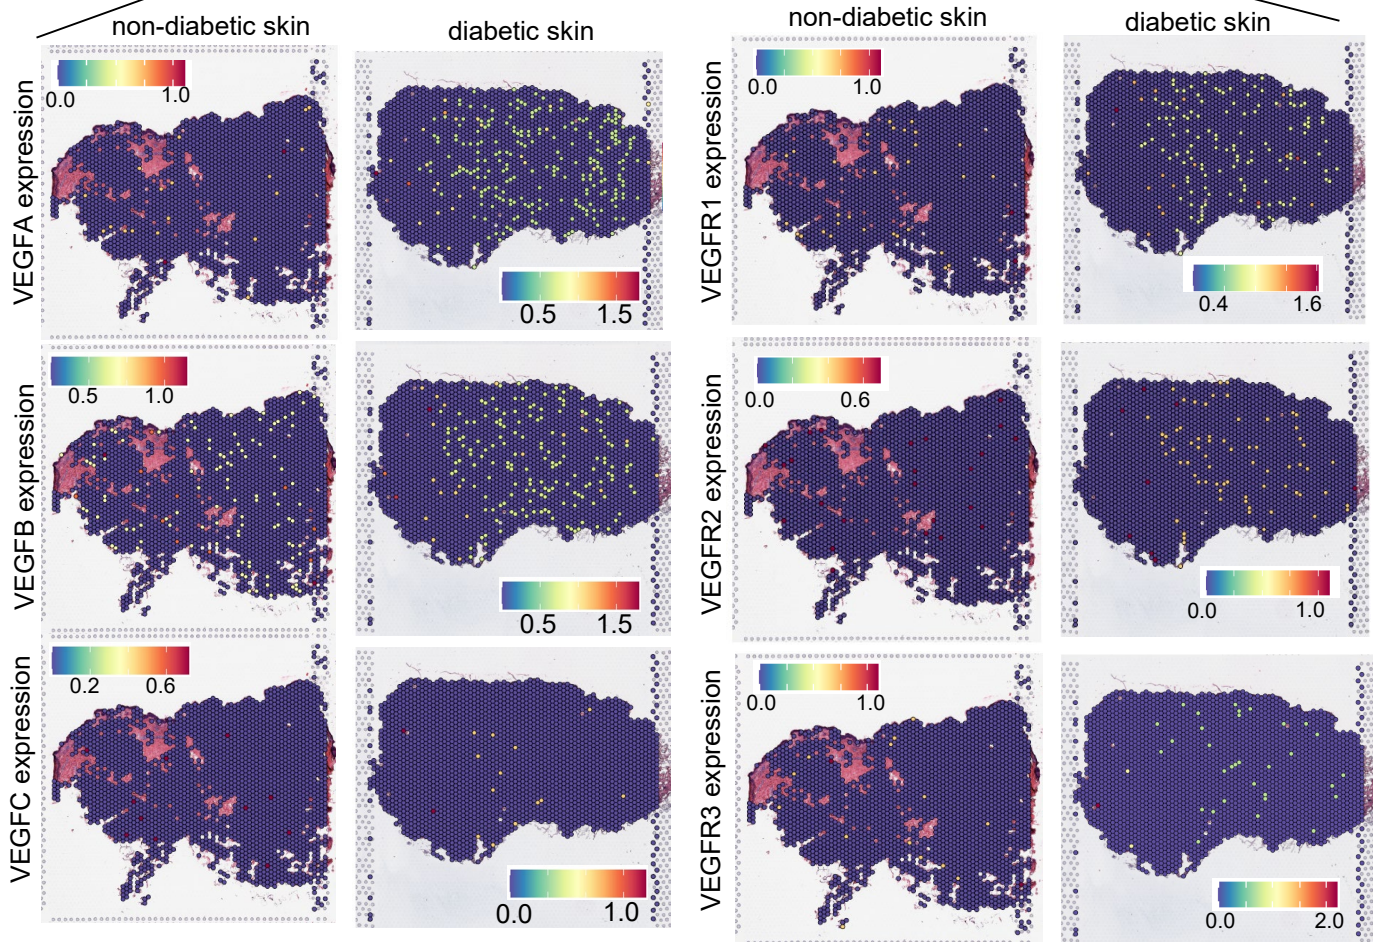 non-diabetic skin
diabetic skin
non-diabetic skin
diabetic skin
VEGFA expression
0.0 1.0
0.5 1.5
VEGFR1 expression
0.0 1.0
0.4 1.6
VEGFB expression
0.5 1.0
0.5 1.5
VEGFR2 expression
0.0 0.6
0.0 1.0
VEGFC expression
0.2 0.6
0.0 1.0
VEGFR3 expression
0.0 1.0
0.0 2.0